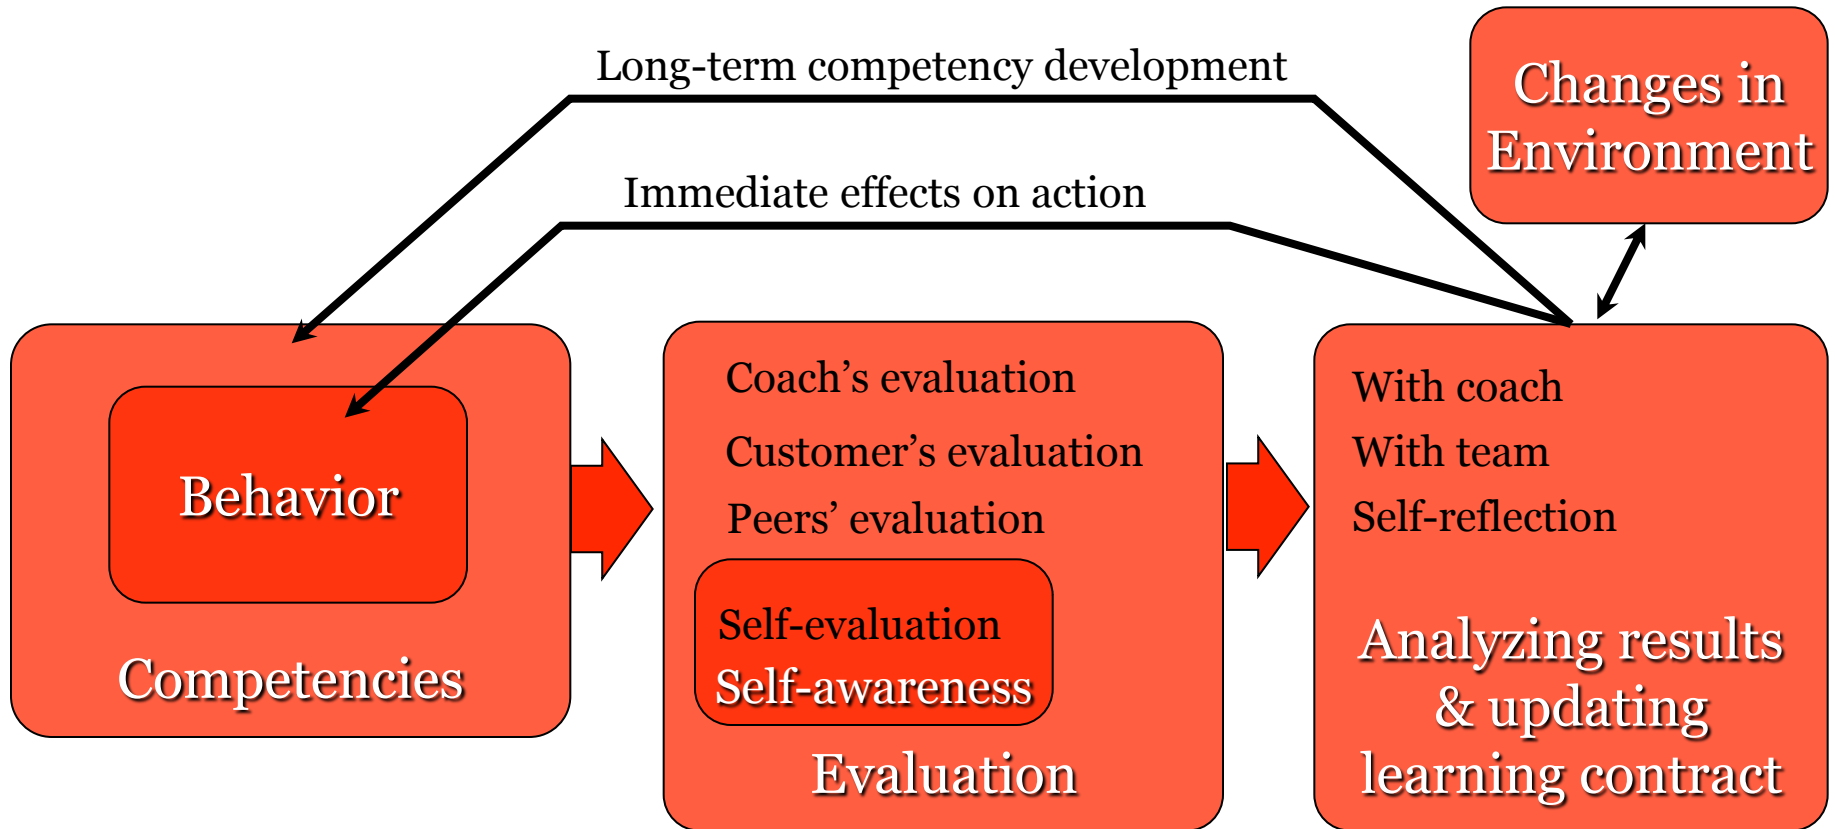 Long-term competency development
Changes in
Environment
Immediate effects on action
Behavior
Competencies
Coach’s evaluation
Customer’s evaluation
Peers’ evaluation
Self-evaluation
Self-awareness
Evaluation
With coach
With team
Self-reflection
Analyzing results
& updating
learning contract